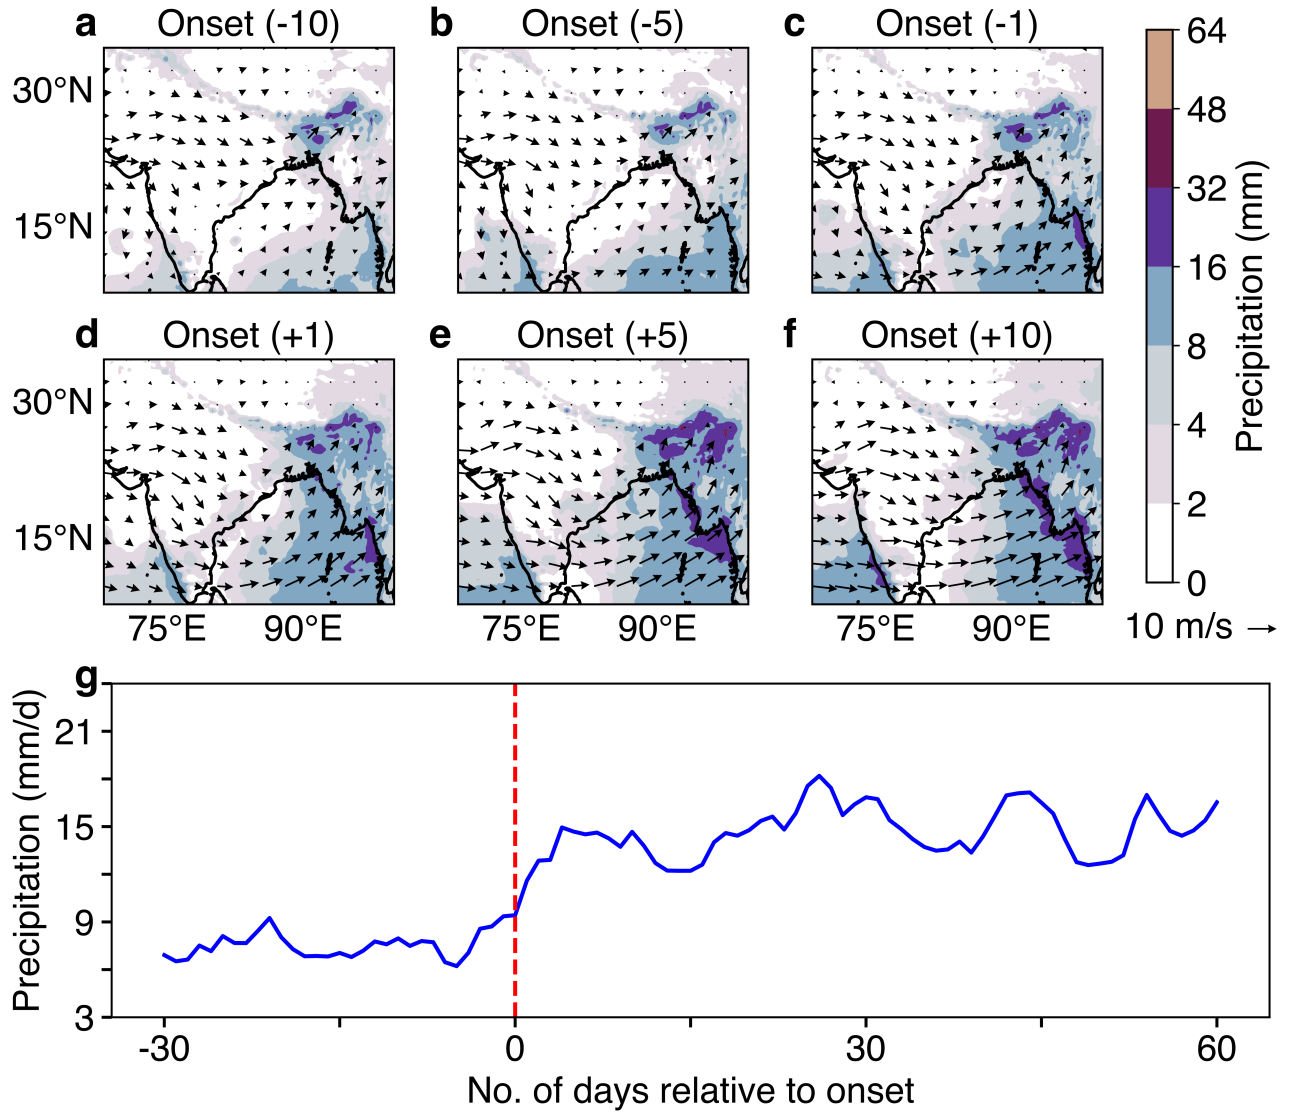 a Onset (-10)
b Onset (-5)
c Onset (-1)
30°N
15°N
d Onset (+1)
e Onset (+5)
f Onset (+10)
30°N
15°N
75°E 90°E
75°E 90°E
75°E 90°E
64
48
32
16
8
4
2
0
Precipitation (mm)
10 m/s →
g
21
15
9
3
Precipitation (mm/d)
-30 0 30 60
No. of days relative to onset